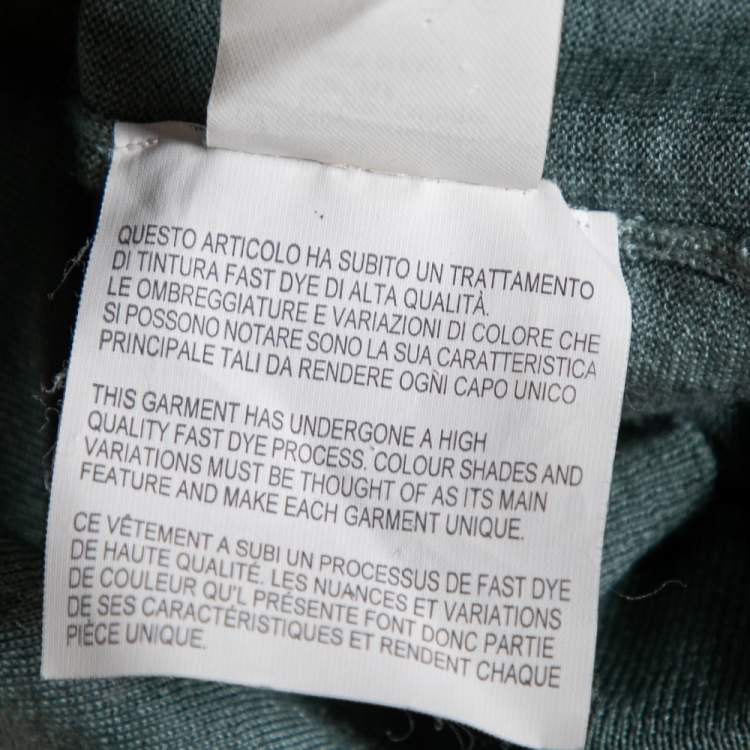 QUESTO ARTICOLO HA SUBITO UN TRATTAMENTO
DI TINTURA FAST DYE DI ALTA QUALITÀ.
LE OMBREGGIATURE E VARIAZIONI DI COLORE CHE
SI POSSONO NOTARE SONO LA SUA CARATTERISTICA
PRINCIPALE TALI DA RENDERE OGNI CAPO UNICO
THIS GARMENT HAS UNDERGONE A HIGH
QUALITY FAST DYE PROCESS. COLOUR SHADES AND
VARIATIONS MUST BE THOUGHT OF AS ITS MAIN
FEATURE AND MAKE EACH GARMENT UNIQUE.
CE VÊTEMENT A SUBI UN PROCESSUS DE FAST DYE
DE HAUTE QUALITÉ. LES NUANCES ET VARIATIONS
DE COULEUR QU'L PRÉSENTE FONT DONC PARTIE
DE SES CARACTÉRISTIQUES ET RENDENT CHAQUE
PIÈCE UNIQUE.